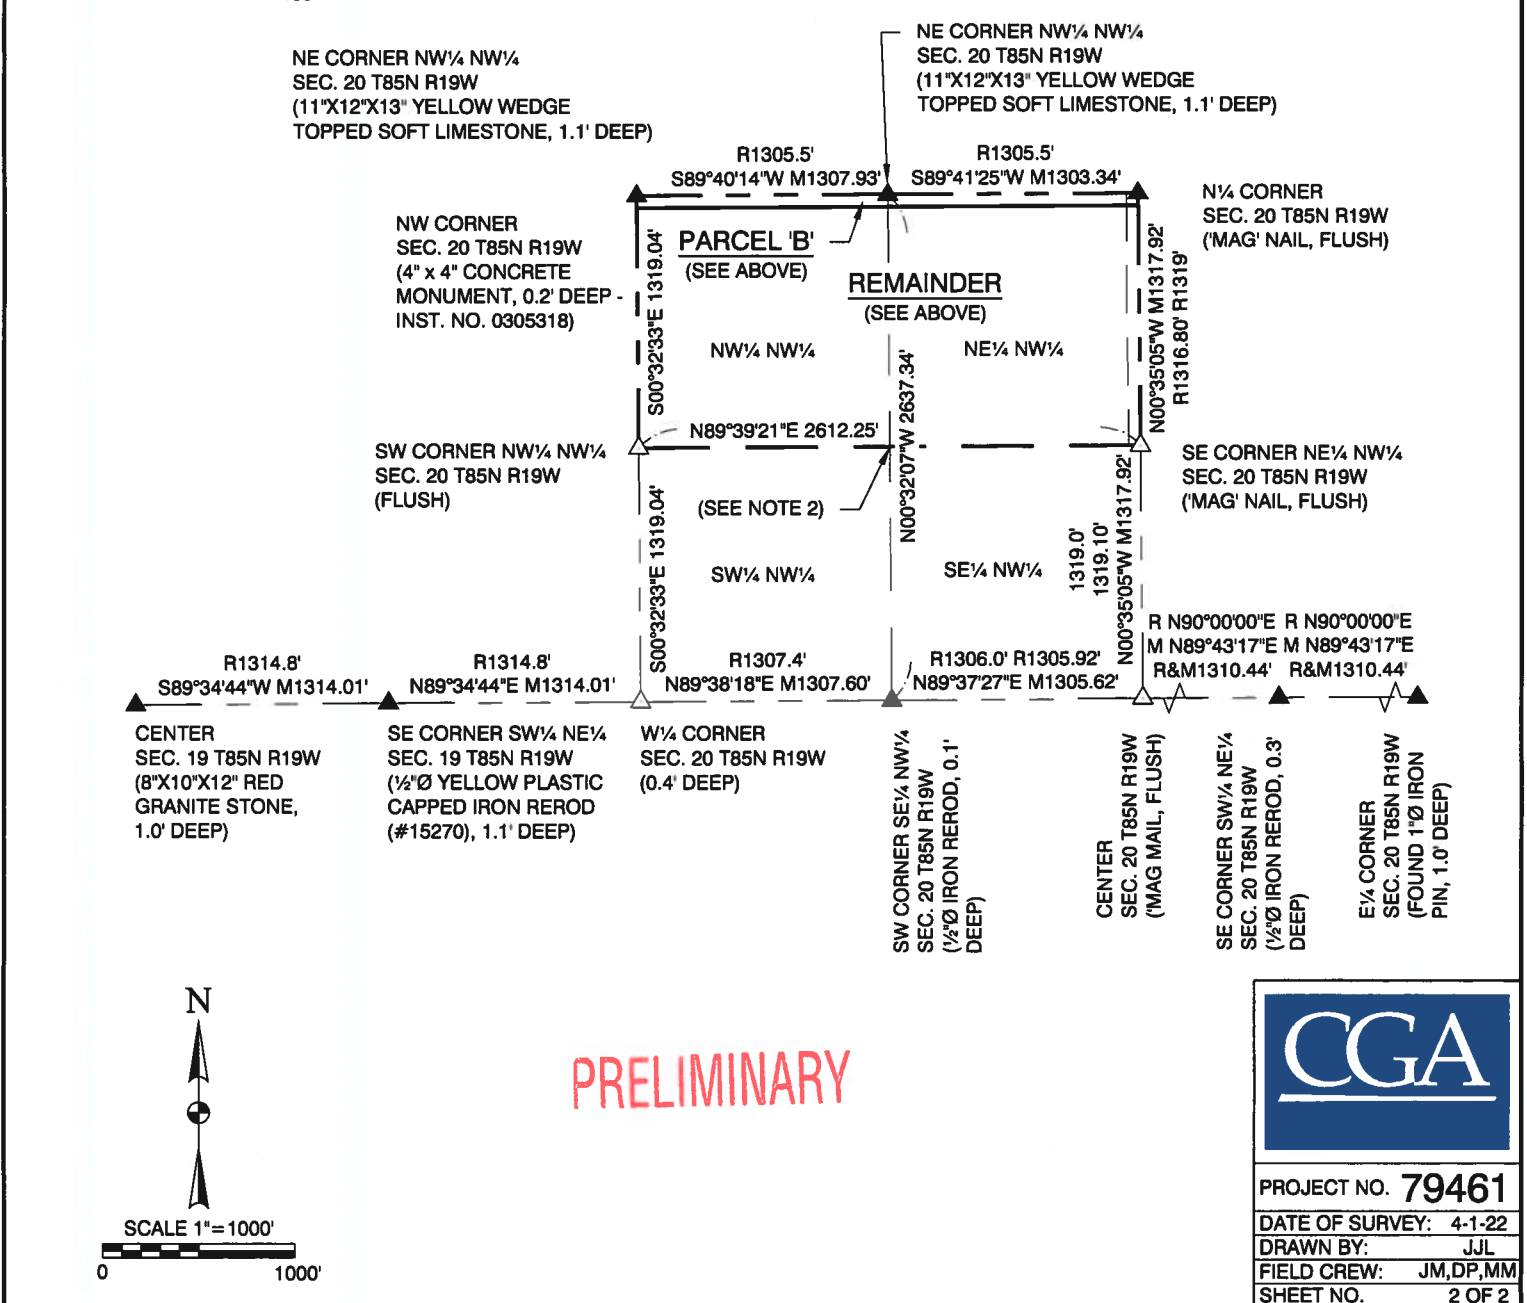 NE CORNER NW¼ NW¼
SEC. 20 T85N R19W
(11"X12"X13" YELLOW WEDGE
TOPPED SOFT LIMESTONE, 1.1' DEEP)
NE CORNER NW¼ NW¼
SEC. 20 T85N R19W
(11"X12"X13" YELLOW WEDGE
TOPPED SOFT LIMESTONE, 1.1' DEEP)
R1305.5'
S89°40'14"W M1307.93'
R1305.5'
S89°41'25"W M1303.34'
N¼ CORNER
SEC. 20 T85N R19W
('MAG' NAIL, FLUSH)
NW CORNER
SEC. 20 T85N R19W
(4" x 4" CONCRETE
MONUMENT, 0.2' DEEP -
INST. NO. 0305318)
S00°32'33"E 1319.04'
PARCEL 'B'
(SEE ABOVE)
REMAINDER
(SEE ABOVE)
N00°35'05"W M1317.92'
R1316.80' R1319'
NW¼ NW¼
NE¼ NW¼
N00°32'07"W 2637.34'
N89°39'21"E 2612.25'
SW CORNER NW¼ NW¼
SEC. 20 T85N R19W
(FLUSH)
SE CORNER NE¼ NW¼
SEC. 20 T85N R19W
('MAG' NAIL, FLUSH)
(SEE NOTE 2)
S00°32'33"E 1319.04'
SW¼ NW¼
SE¼ NW¼
1319.0'
1319.10'
N00°35'05"W M1317.92'
R N90°00'00"E
M N89°43'17"E
R&M1310.44'
R N90°00'00"E
M N89°43'17"E
R&M1310.44'
R1314.8'
S89°34'44"W M1314.01'
R1314.8'
N89°34'44"E M1314.01'
R1307.4'
N89°38'18"E M1307.60'
R1306.0' R1305.92'
N89°37'27"E M1305.62'
CENTER
SEC. 19 T85N R19W
(8"X10"X12" RED
GRANITE STONE,
1.0' DEEP)
SE CORNER SW¼ NE¼
SEC. 19 T85N R19W
(½"Ø YELLOW PLASTIC
CAPPED IRON REROD
(#15270), 1.1' DEEP)
W¼ CORNER
SEC. 20 T85N R19W
(0.4' DEEP)
SW CORNER SE¼ NW¼
SEC. 20 T85N R19W
(½"Ø IRON REROD, 0.1'
DEEP)
CENTER
SEC. 20 T85N R19W
('MAG MAIL, FLUSH)
SE CORNER SW¼ NE¼
SEC. 20 T85N R19W
(½"Ø IRON REROD, 0.3'
DEEP)
E¼ CORNER
SEC. 20 T85N R19W
(FOUND 1"Ø IRON
PIN, 1.0' DEEP)
N
SCALE 1"=1000'
0 1000'
PRELIMINARY
CGA
PROJECT NO. 79461
DATE OF SURVEY: 4-1-22
DRAWN BY: JJL
FIELD CREW: JM,DP,MM
SHEET NO. 2 OF 2